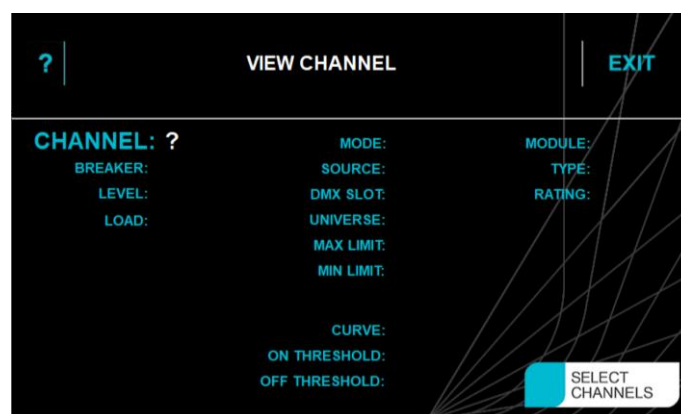 ? VIEW CHANNEL EXIT
CHANNEL: ? MODE: MODULE:
BREAKER: SOURCE: TYPE:
LEVEL: DMX SLOT: RATING:
LOAD: UNIVERSE:
MAX LIMIT:
MIN LIMIT:
CURVE:
ON THRESHOLD:
OFF THRESHOLD:
SELECT
CHANNELS